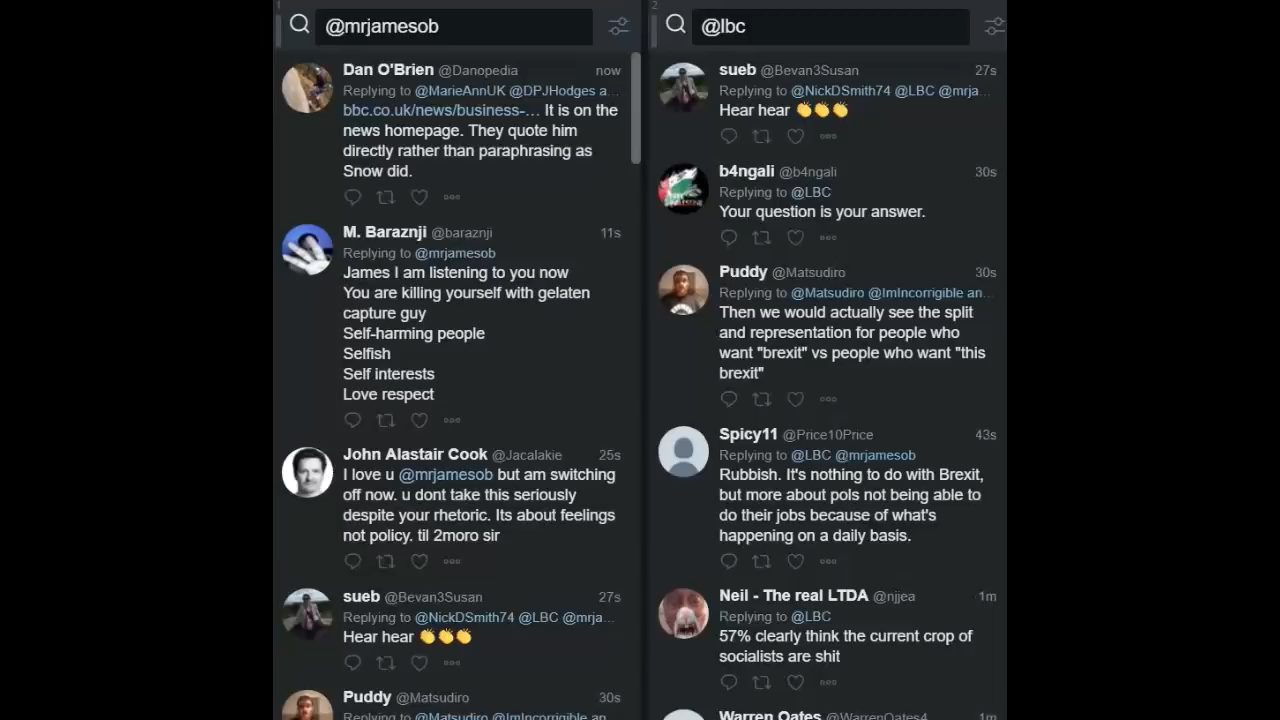 1
@mrjamesob
Dan O'Brien @Danopedia now
Replying to @MarieAnnUK @DPJHodges a...
bbc.co.uk/news/business-... It is on the
news homepage. They quote him
directly rather than paraphrasing as
Snow did.
M. Baraznji @baraznji 11s
Replying to @mrjamesob
James I am listening to you now
You are killing yourself with gelaten
capture guy
Self-harming people
Selfish
Self interests
Love respect
John Alastair Cook @Jacalakie 25s
I love u @mrjamesob but am switching
off now. u dont take this seriously
despite your rhetoric. Its about feelings
not policy. til 2moro sir
sueb @Bevan3Susan 27s
Replying to @NickDSmith74 @LBC @mrja...
Hear hear 👏👏👏
Puddy @Matsudiro 30s
Replying to @Matsudiro @ImIncorrigible an...
2
@lbc
sueb @Bevan3Susan 27s
Replying to @NickDSmith74 @LBC @mrja...
Hear hear 👏👏👏
b4ngali @b4ngali 30s
Replying to @LBC
Your question is your answer.
Puddy @Matsudiro 30s
Replying to @Matsudiro @ImIncorrigible an...
Then we would actually see the split
and representation for people who
want "brexit" vs people who want "this
brexit"
Spicy11 @Price10Price 43s
Replying to @LBC @mrjamesob
Rubbish. It's nothing to do with Brexit,
but more about pols not being able to
do their jobs because of what's
happening on a daily basis.
Neil - The real LTDA @njjea 1m
Replying to @LBC
57% clearly think the current crop of
socialists are shit
Warren Oates @WarrenOates4 1m